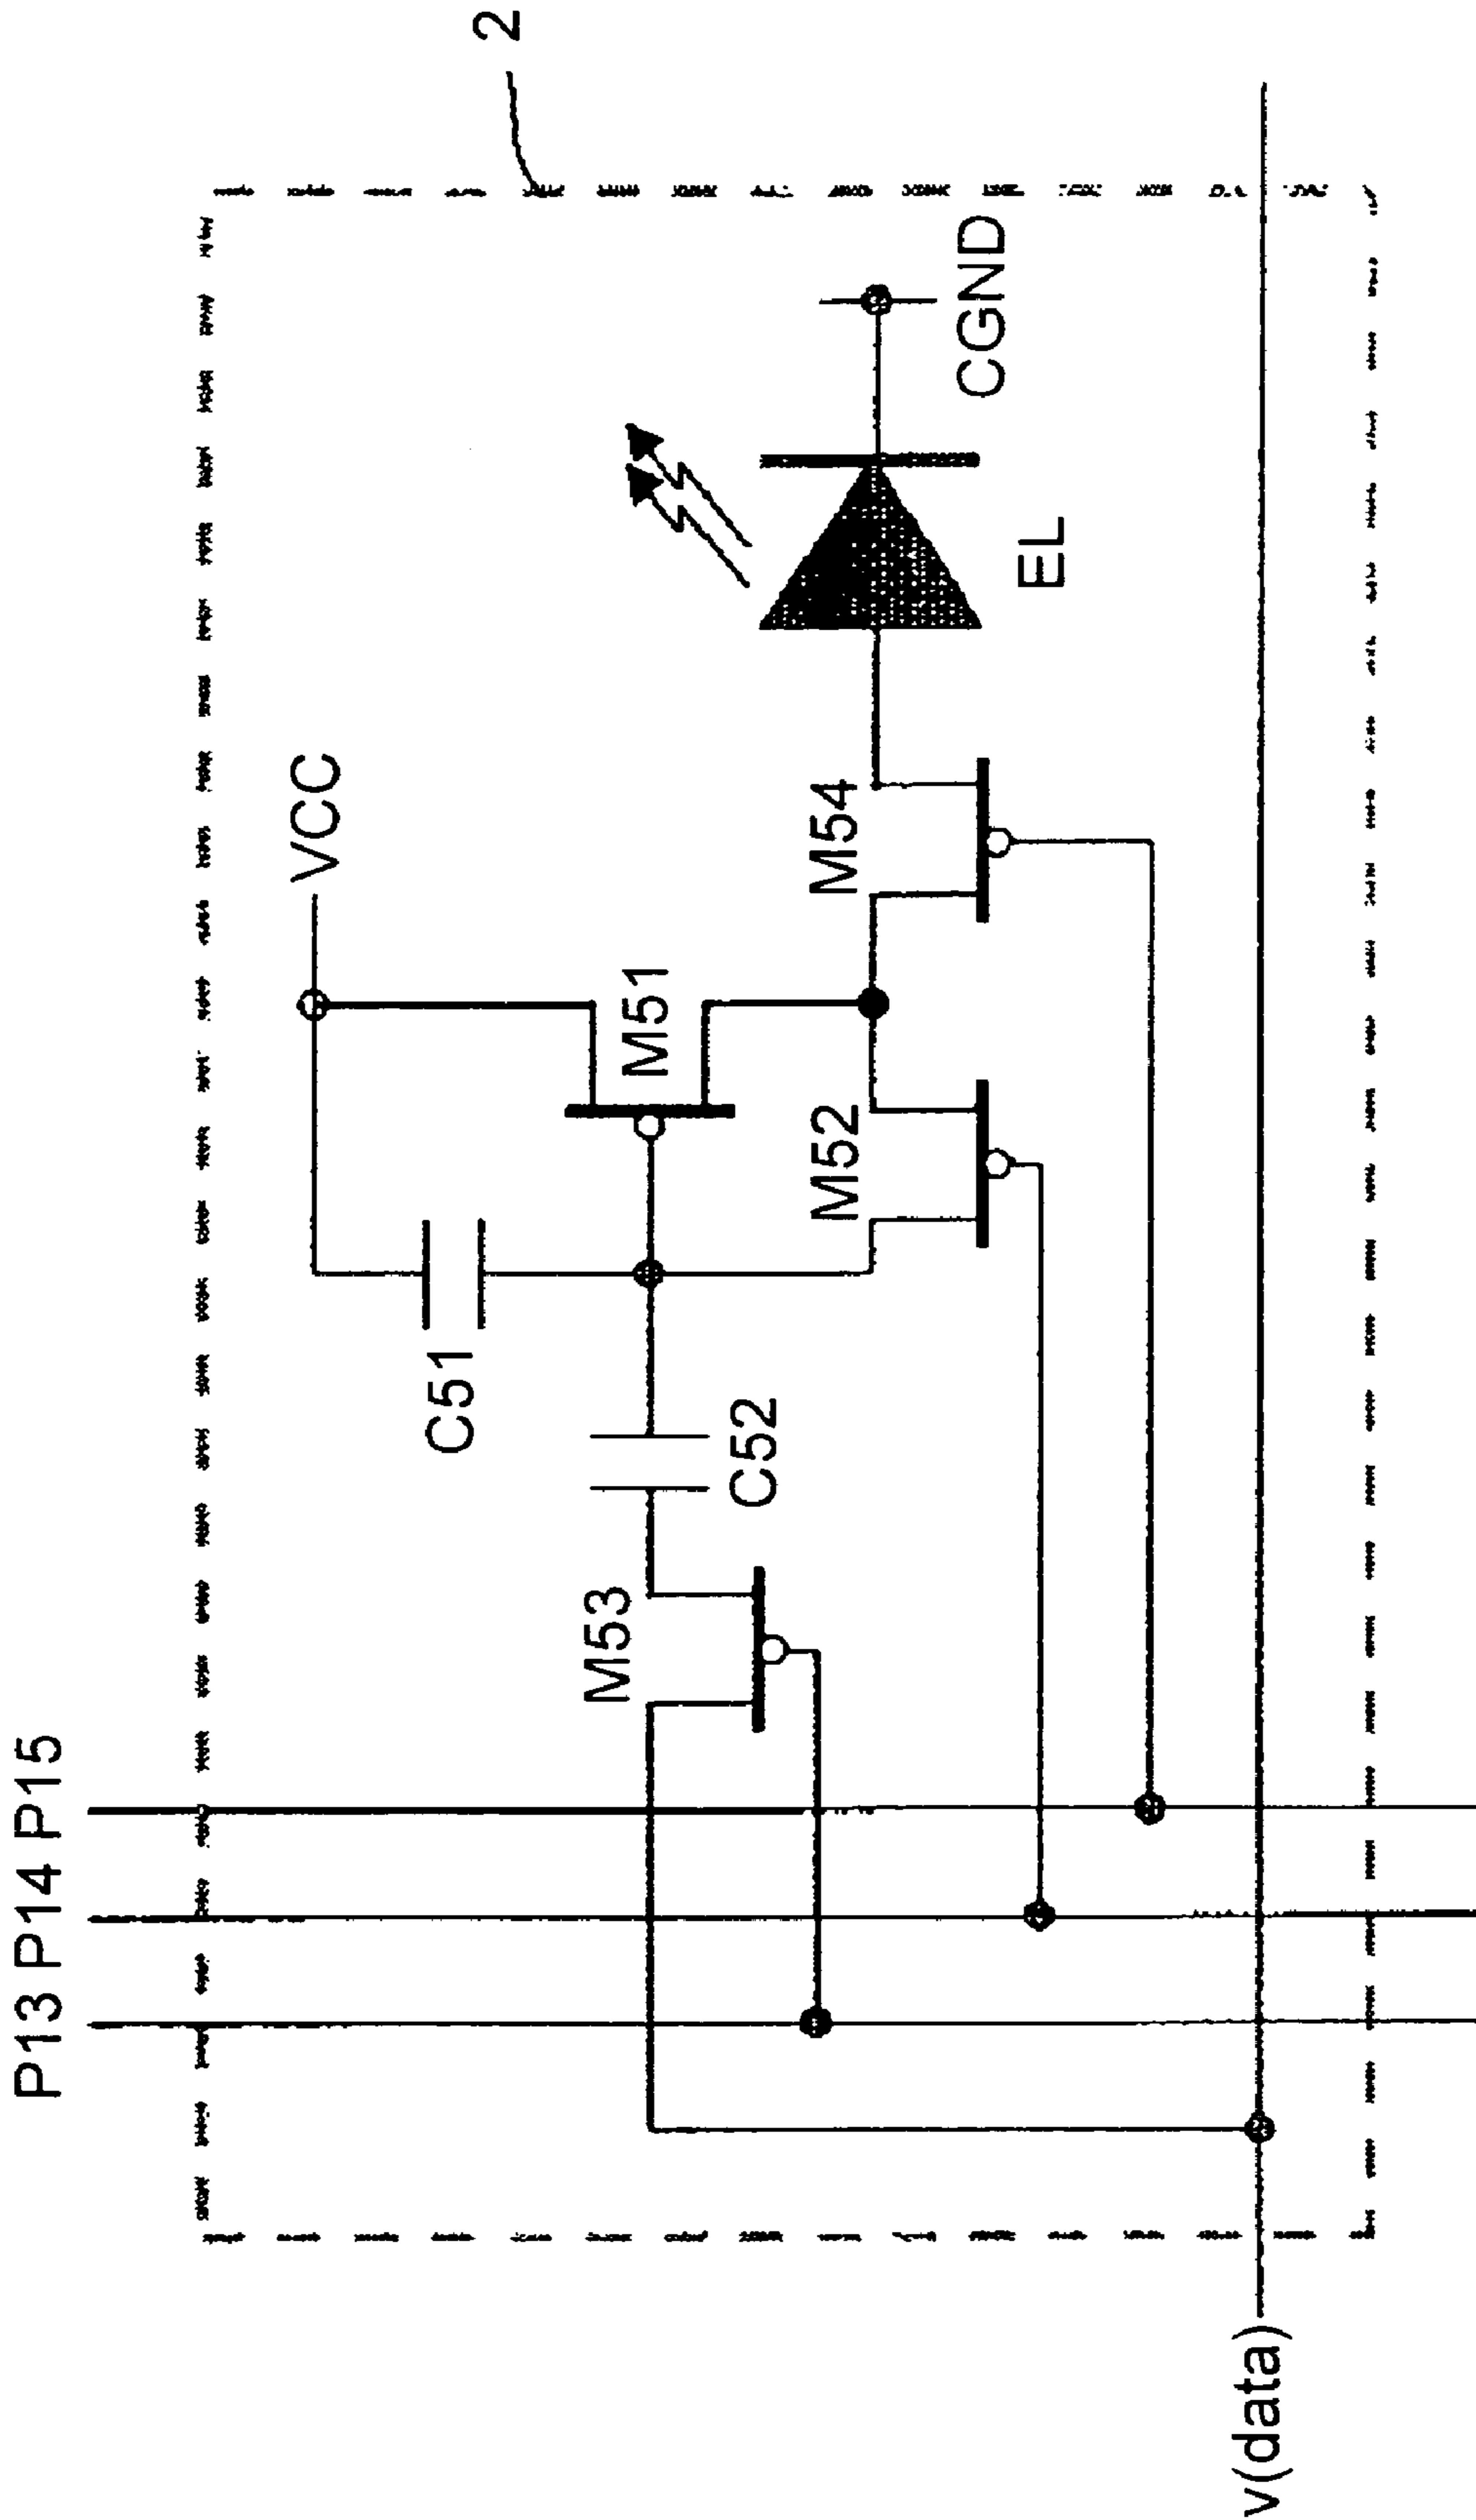 P13 P14 P15
2
VCC
C51
M51
M53
C52
M52
M54
EL
CGND
v(data)